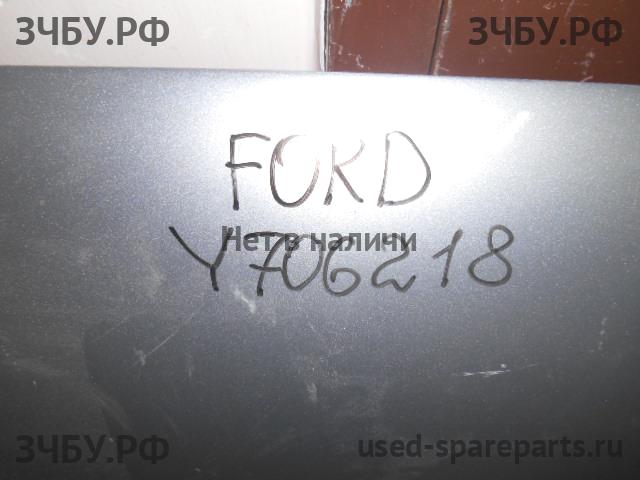 ЗЧБУ.РФ ЗЧБУ.РФ
FORD
Нет в наличи
Y706218
ЗЧБУ.РФ used-spareparts.ru